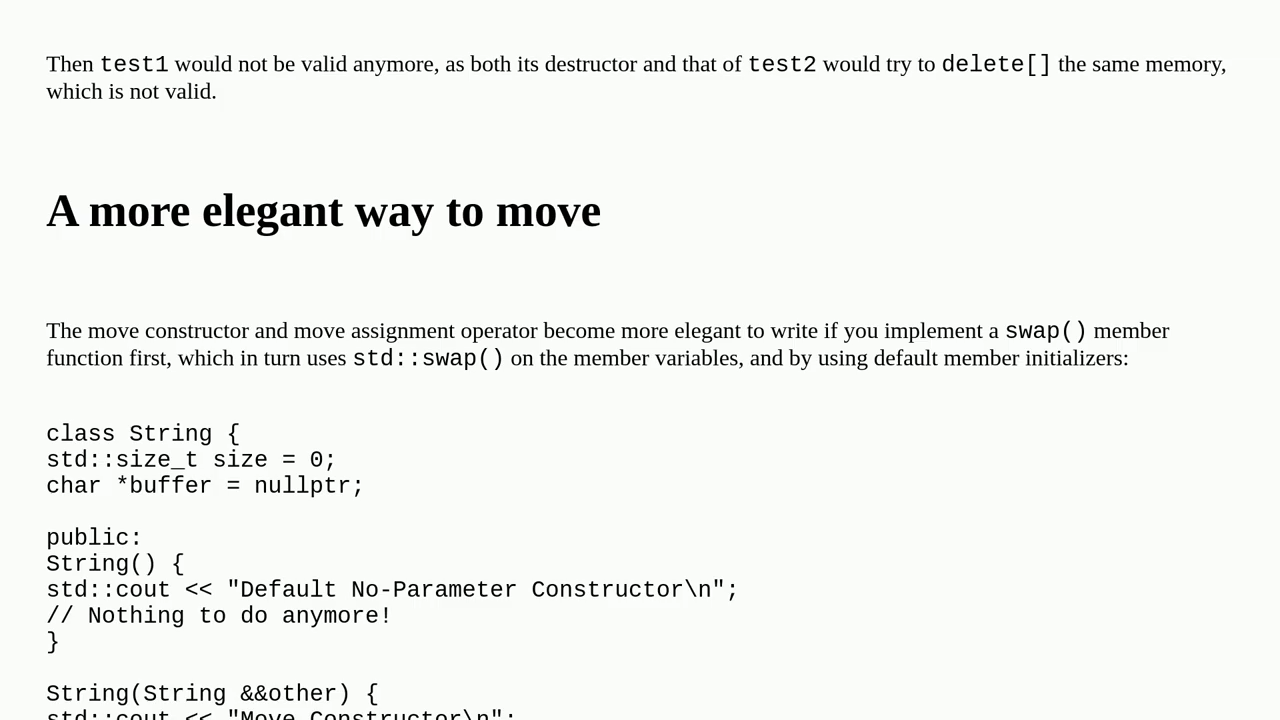 Then test1 would not be valid anymore, as both its destructor and that of test2 would try to delete[] the same memory,
which is not valid.
A more elegant way to move
The move constructor and move assignment operator become more elegant to write if you implement a swap() member
function first, which in turn uses std::swap() on the member variables, and by using default member initializers:
class String {
std::size_t size = 0;
char *buffer = nullptr;
public:
String() {
std::cout << "Default No-Parameter Constructor\n";
// Nothing to do anymore!
}
String(String &&other) {
std::cout << "Move Constructor\n";